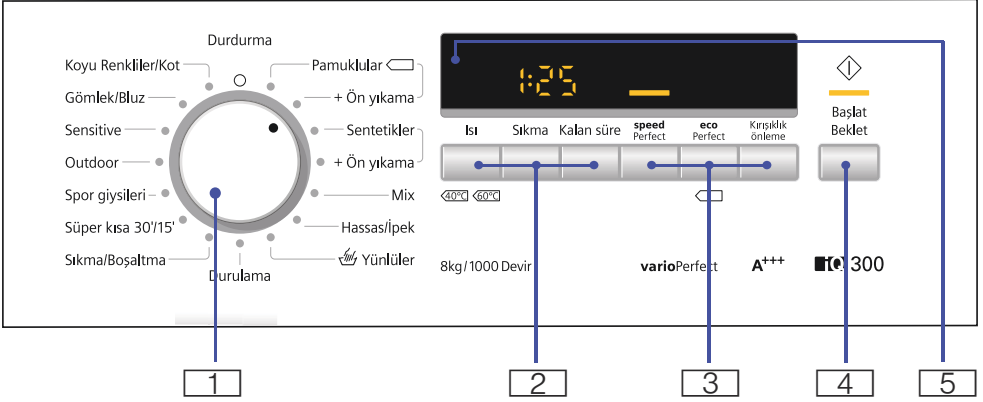 Durdurma
Koyu Renkliler/Kot
Gömlek/Bluz
Sensitive
Outdoor
Spor giysileri
Süper kısa 30'/15'
Sıkma/Boşaltma
Durulama
Pamuklular
+ Ön yıkama
Sentetikler
+ Ön yıkama
Mix
Hassas/İpek
Yünlüler
1:25
Isı
Sıkma
Kalan süre
speed
Perfect
eco
Perfect
Kırışıklık
önleme
Başlat
Beklet
40°C 60°C
8kg/1000 Devir
varioPerfect
A+++
iQ 300
1
2
3
4
5